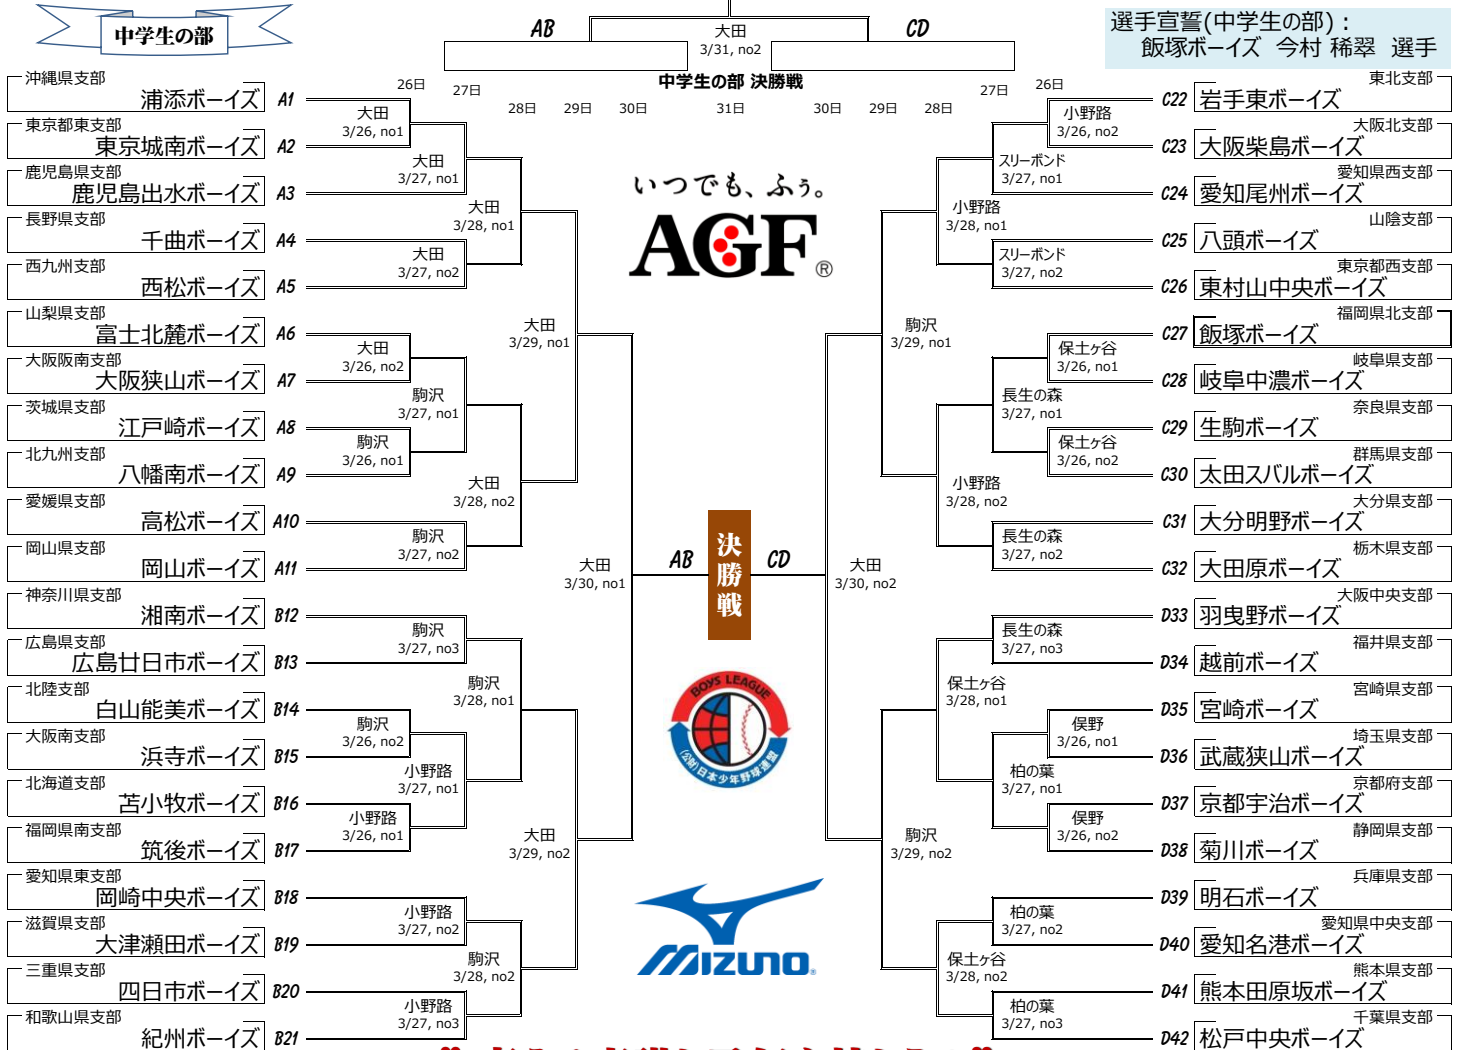 中学生の部
AB
大田
3/31, no2
CD
中学生の部 決勝戦
選手宣誓(中学生の部)：
飯塚ボーイズ 今村 稀翠 選手
26日 27日 28日 29日 30日 31日 30日 29日 28日 27日 26日
沖縄県支部
浦添ボーイズ A1
東京都東支部
東京城南ボーイズ A2
鹿児島県支部
鹿児島出水ボーイズ A3
長野県支部
千曲ボーイズ A4
西九州支部
西松ボーイズ A5
山梨県支部
富士北麓ボーイズ A6
大阪阪南支部
大阪狭山ボーイズ A7
茨城県支部
江戸崎ボーイズ A8
北九州支部
八幡南ボーイズ A9
愛媛県支部
高松ボーイズ A10
岡山県支部
岡山ボーイズ A11
神奈川県支部
湘南ボーイズ B12
広島県支部
広島廿日市ボーイズ B13
北陸支部
白山能美ボーイズ B14
大阪南支部
浜寺ボーイズ B15
北海道支部
苫小牧ボーイズ B16
福岡県南支部
筑後ボーイズ B17
愛知県東支部
岡崎中央ボーイズ B18
滋賀県支部
大津瀬田ボーイズ B19
三重県支部
四日市ボーイズ B20
和歌山県支部
紀州ボーイズ B21
大田
3/26, no1
大田
3/26, no2
駒沢
3/26, no1
駒沢
3/26, no2
小野路
3/26, no1
大田
3/27, no1
大田
3/27, no2
駒沢
3/27, no1
駒沢
3/27, no2
駒沢
3/27, no3
小野路
3/27, no1
小野路
3/27, no2
小野路
3/27, no3
大田
3/28, no1
大田
3/28, no2
駒沢
3/28, no1
駒沢
3/28, no2
大田
3/29, no1
大田
3/29, no2
大田
3/30, no1
いつでも、ふぅ。
AGF®
AB
決勝戦
CD
BOYS LEAGUE
(公財)日本少年野球連盟
MIZUNO
大田
3/30, no2
駒沢
3/29, no1
駒沢
3/29, no2
小野路
3/28, no1
小野路
3/28, no2
保土ヶ谷
3/28, no1
保土ヶ谷
3/28, no2
スリーボンド
3/27, no1
スリーボンド
3/27, no2
長生の森
3/27, no1
長生の森
3/27, no2
長生の森
3/27, no3
柏の葉
3/27, no1
柏の葉
3/27, no2
柏の葉
3/27, no3
小野路
3/26, no2
保土ヶ谷
3/26, no1
保土ヶ谷
3/26, no2
俣野
3/26, no1
俣野
3/26, no2
東北支部
C22 岩手東ボーイズ
大阪北支部
C23 大阪柴島ボーイズ
愛知県西支部
C24 愛知尾州ボーイズ
山陰支部
C25 八頭ボーイズ
東京都西支部
C26 東村山中央ボーイズ
福岡県北支部
C27 飯塚ボーイズ
岐阜県支部
C28 岐阜中濃ボーイズ
奈良県支部
C29 生駒ボーイズ
群馬県支部
C30 太田スバルボーイズ
大分県支部
C31 大分明野ボーイズ
栃木県支部
C32 大田原ボーイズ
大阪中央支部
D33 羽曳野ボーイズ
福井県支部
D34 越前ボーイズ
宮崎県支部
D35 宮崎ボーイズ
埼玉県支部
D36 武蔵狭山ボーイズ
京都府支部
D37 京都宇治ボーイズ
静岡県支部
D38 菊川ボーイズ
兵庫県支部
D39 明石ボーイズ
愛知県中央支部
D40 愛知名港ボーイズ
熊本県支部
D41 熊本田原坂ボーイズ
千葉県支部
D42 松戸中央ボーイズ